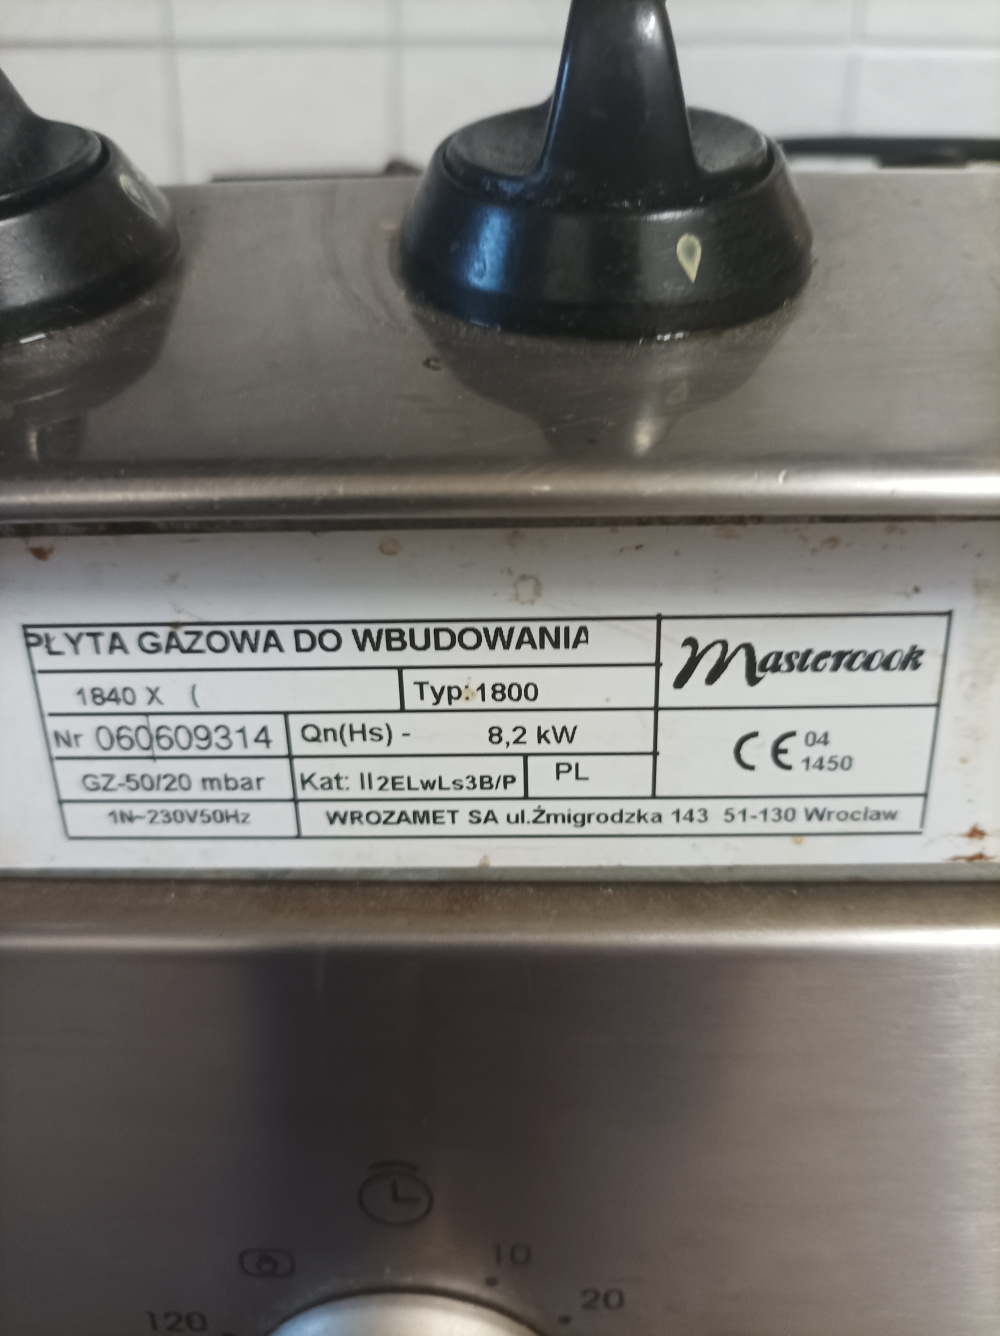 PŁYTA GAZOWA DO WBUDOWANIA
Mastercook
1840 X (
Typ:1800
Nr 060609314
Qn(Hs) - 8,2 kW
CE 04
1450
GZ-50/20 mbar
Kat: II2ELwLs3B/P
PL
1N~230V50Hz
WROZAMET SA ul.Żmigrodzka 143 51-130 Wroclaw
10
20
120